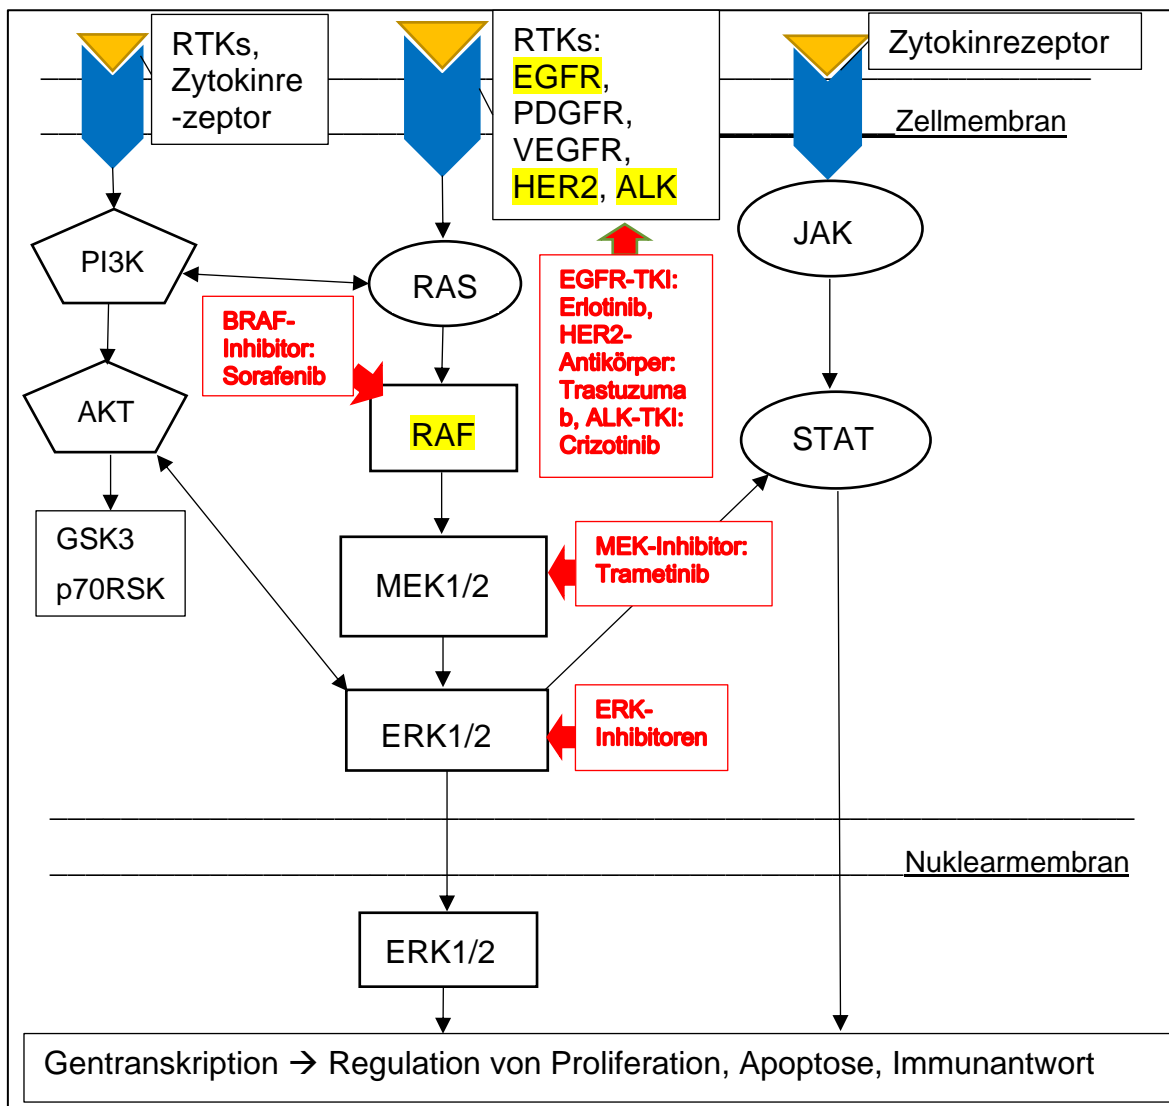 RTKs,
Zytokinre
-zeptor
RTKs:
EGFR,
PDGFR,
VEGFR,
HER2, ALK
Zytokinrezeptor
Zellmembran
PI3K
RAS
JAK
BRAF-
Inhibitor:
Sorafenib
EGFR-TKI:
Erlotinib,
HER2-
Antikörper:
Trastuzuma
b, ALK-TKI:
Crizotinib
AKT
RAF
STAT
GSK3
p70RSK
MEK1/2
MEK-Inhibitor:
Trametinib
ERK1/2
ERK-
Inhibitoren
Nuklearmembran
ERK1/2
Gentranskription → Regulation von Proliferation, Apoptose, Immunantwort